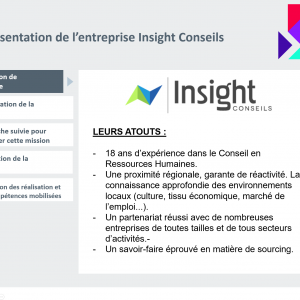 sentation de l'entreprise Insight Conseils
on de
e
ation de la
he suivie pour
er cette mission
ion de la
on des réalisation et
pétences mobilisées
Insight
CONSEILS
LEURS ATOUTS :
- 18 ans d'expérience dans le Conseil en
Ressources Humaines.
- Une proximité régionale, garante de réactivité. La
connaissance approfondie des environnements
locaux (culture, tissu économique, marché de
l'emploi...).
- Un partenariat réussi avec de nombreuses
entreprises de toutes tailles et de tous secteurs
d'activités.-
- Un savoir-faire éprouvé en matière de sourcing.